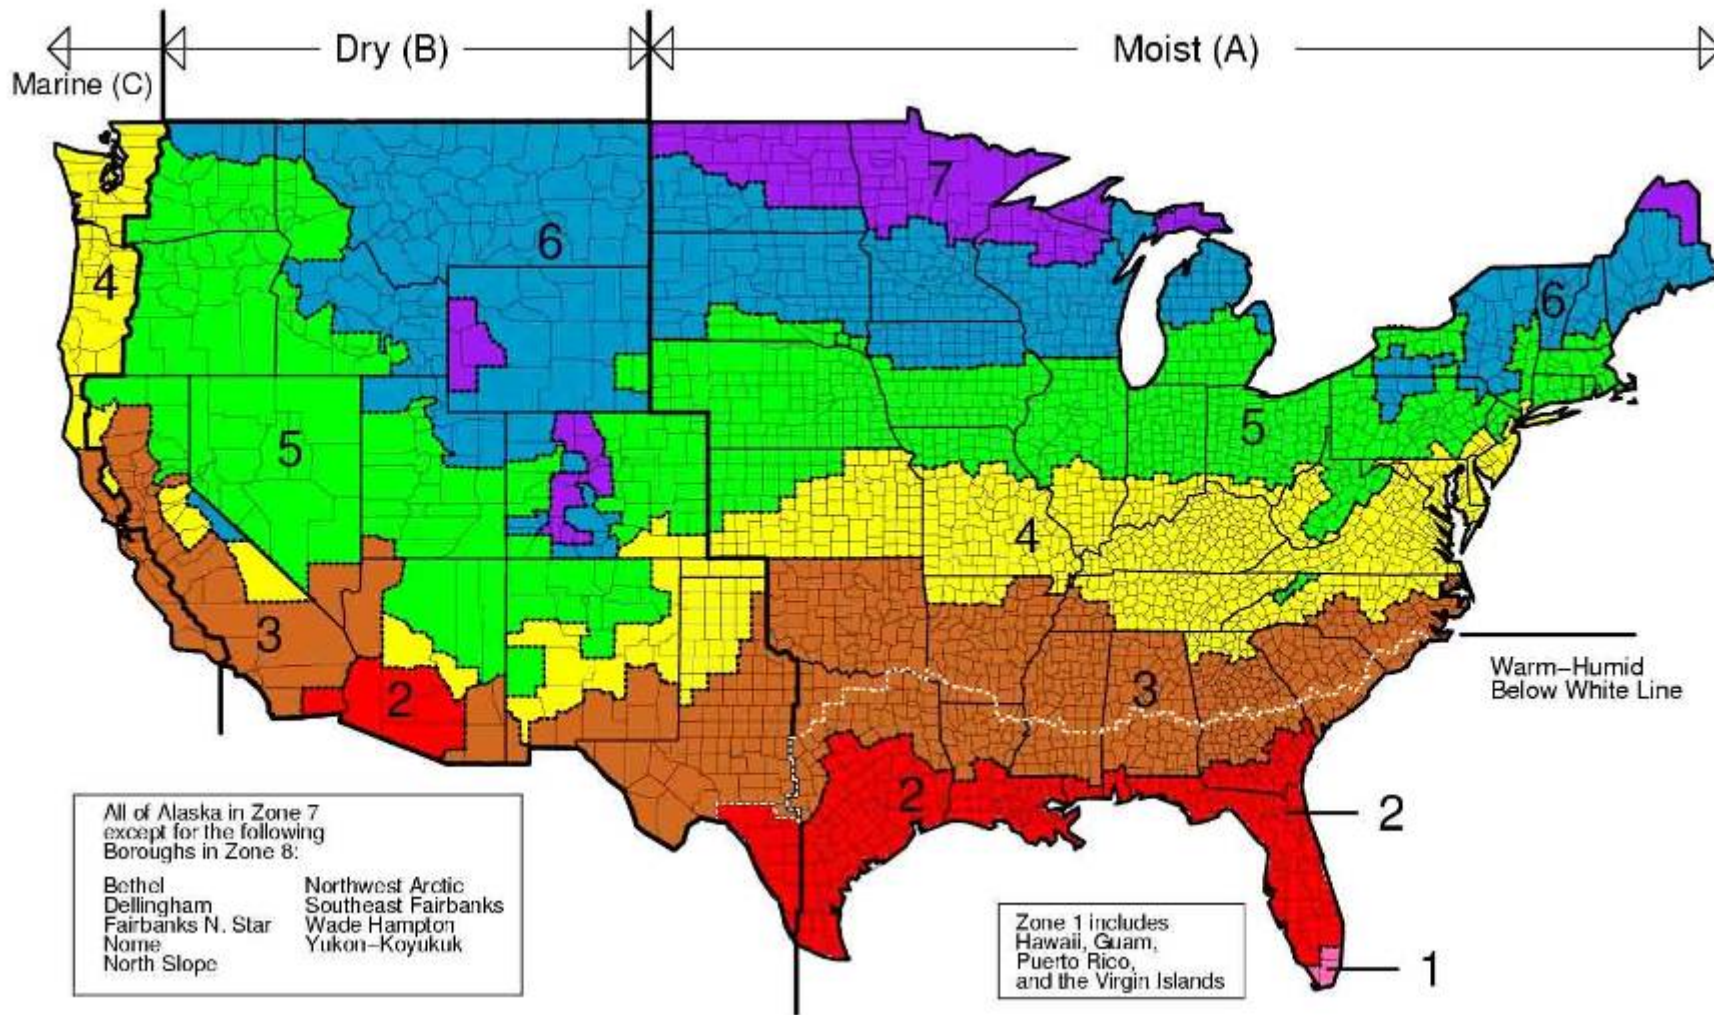 Dry (B)
Moist (A)
Marine (C)
7
6
4
6
5
5
4
3
Warm–Humid
Below White Line
3
2
2
2
All of Alaska in Zone 7
except for the following
Boroughs in Zone 8:
Bethel
Dellingham
Fairbanks N. Star
Nome
North Slope
Northwest Arctic
Southeast Fairbanks
Wade Hampton
Yukon–Koyukuk
Zone 1 includes
Hawaii, Guam,
Puerto Rico,
and the Virgin Islands
1